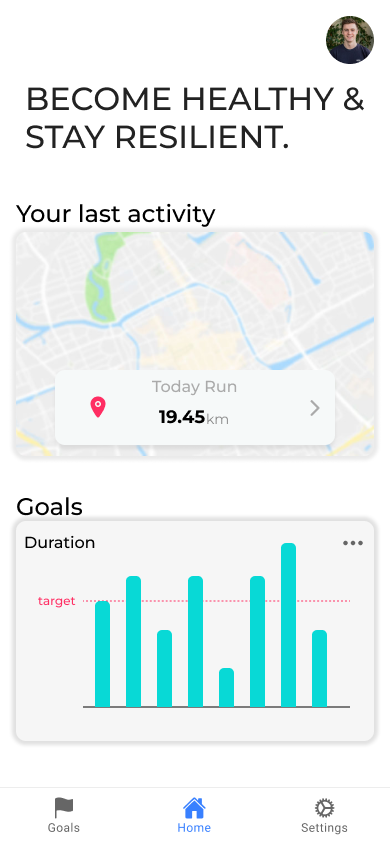 BECOME HEALTHY &
STAY RESILIENT.
Your last activity
Today Run
19.45km
Goals
Duration
target
Goals
Home
Settings